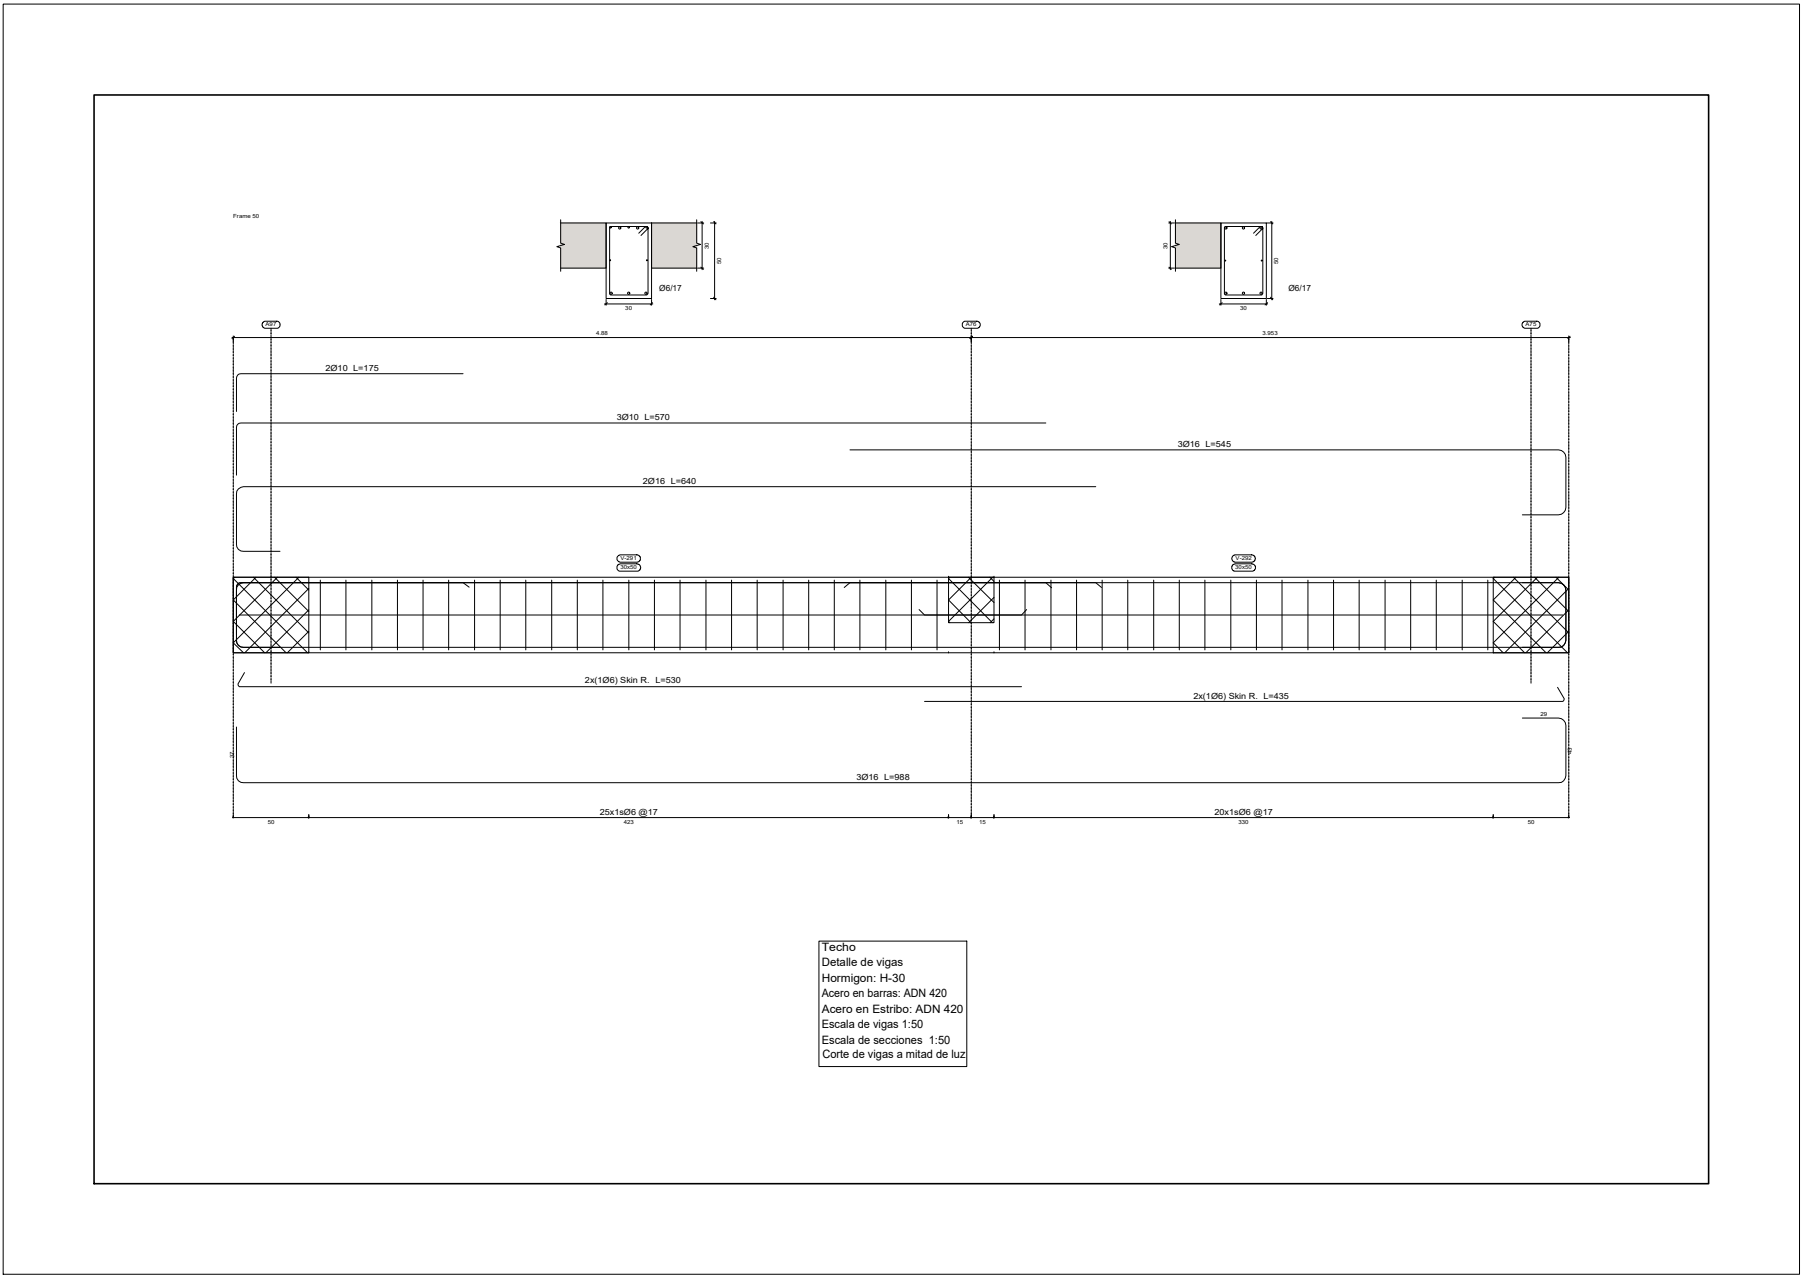 Frame 50
30
50
Ø6/17
30
30
50
Ø6/17
30
A97
A76
A75
4.88
3.953
2Ø10 L=175
3Ø10 L=570
3Ø16 L=545
2Ø16 L=640
V-291
30x50
V-292
30x50
2x(1Ø6) Skin R. L=530
2x(1Ø6) Skin R. L=435
29
37
43
3Ø16 L=988
25x1sØ6 @17
20x1sØ6 @17
50
423
15
15
330
50
Techo
Detalle de vigas
Hormigon: H-30
Acero en barras: ADN 420
Acero en Estribo: ADN 420
Escala de vigas 1:50
Escala de secciones 1:50
Corte de vigas a mitad de luz